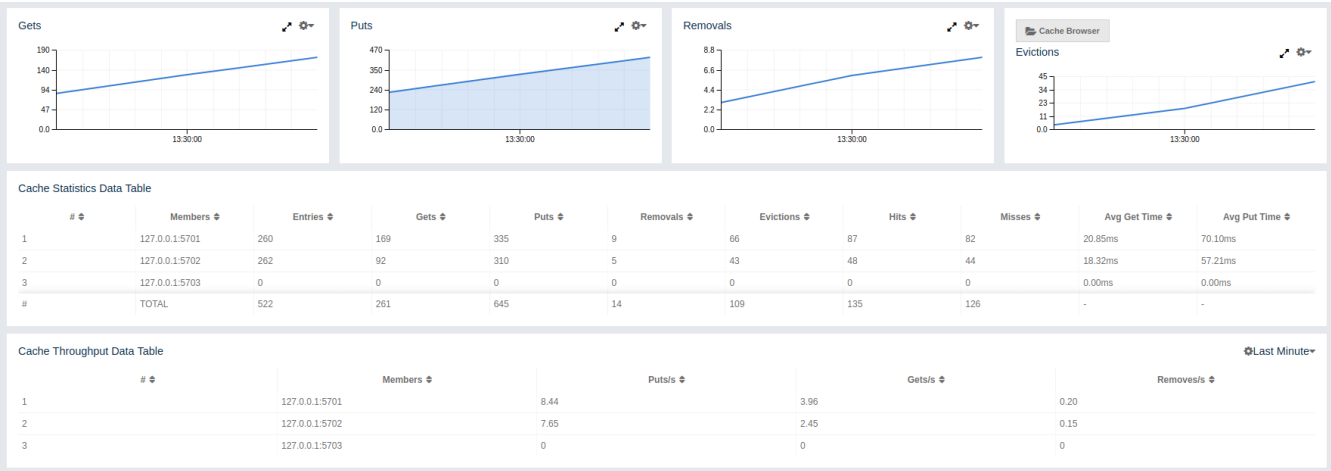 Gets
190
140
94
47
0.0
13:30:00
Puts
470
350
240
120
0.0
13:30:00
Removals
8.8
6.6
4.4
2.2
0.0
13:30:00
Cache Browser
Evictions
45
34
23
11
0.0
13:30:00
Cache Statistics Data Table
# Members Entries Gets Puts Removals Evictions Hits Misses Avg Get Time Avg Put Time
1 127.0.0.1:5701 260 169 335 9 66 87 82 20.85ms 70.10ms
2 127.0.0.1:5702 262 92 310 5 43 48 44 18.32ms 57.21ms
3 127.0.0.1:5703 0 0 0 0 0 0 0 0.00ms 0.00ms
# TOTAL 522 261 645 14 109 135 126 - -
Cache Throughput Data Table
Last Minute
# Members Puts/s Gets/s Removes/s
1 127.0.0.1:5701 8.44 3.96 0.20
2 127.0.0.1:5702 7.65 2.45 0.15
3 127.0.0.1:5703 0 0 0